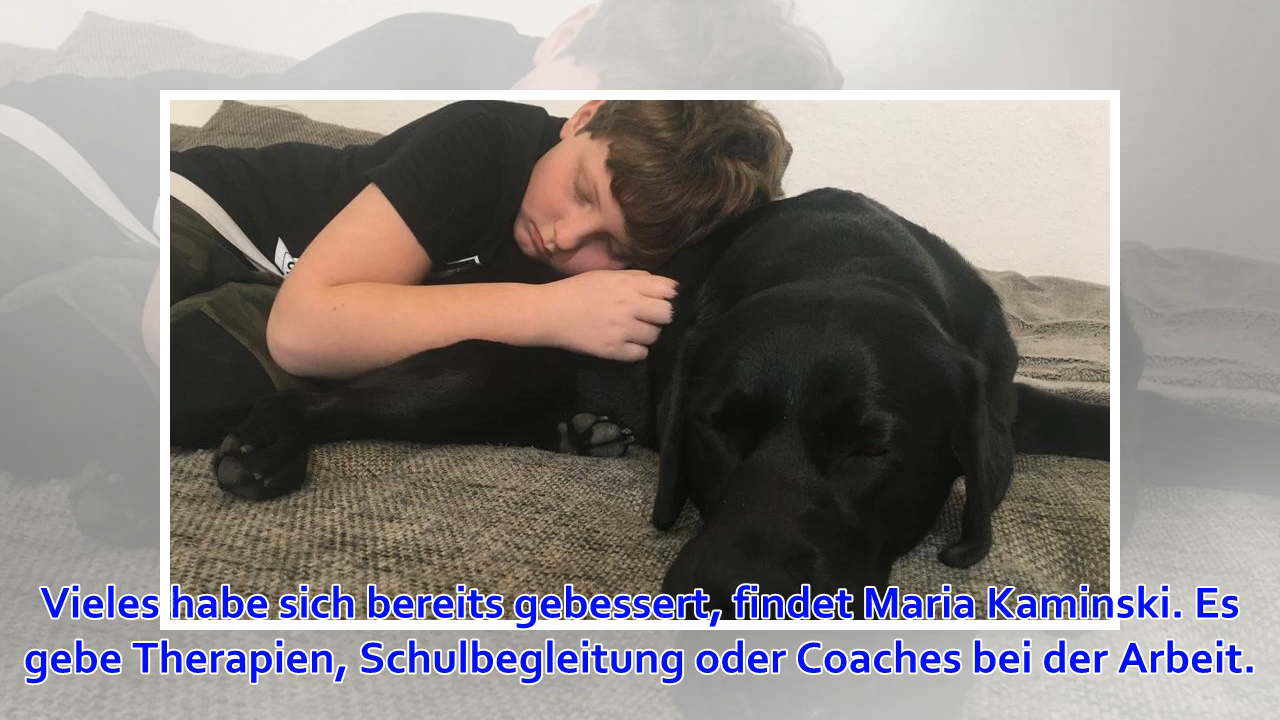 Vieles habe sich bereits gebessert, findet Maria Kaminski. Es
gebe Therapien, Schulbegleitung oder Coaches bei der Arbeit.